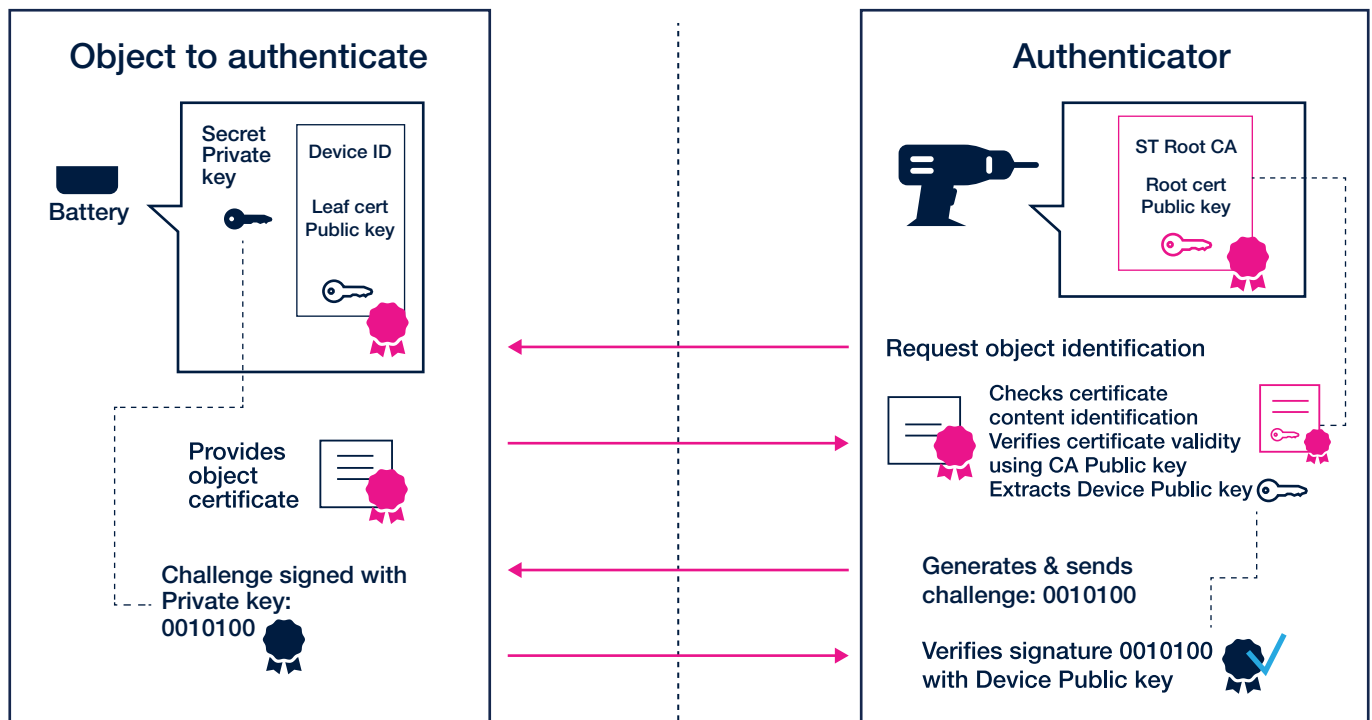 Object to authenticate
Secret
Private
key
Device ID
Leaf cert
Public key
Battery
Provides
object
certificate
Challenge signed with
Private key:
0010100
Authenticator
ST Root CA
Root cert
Public key
Request object identification
Checks certificate
content identification
Verifies certificate validity
using CA Public key
Extracts Device Public key
Generates & sends
challenge: 0010100
Verifies signature 0010100
with Device Public key